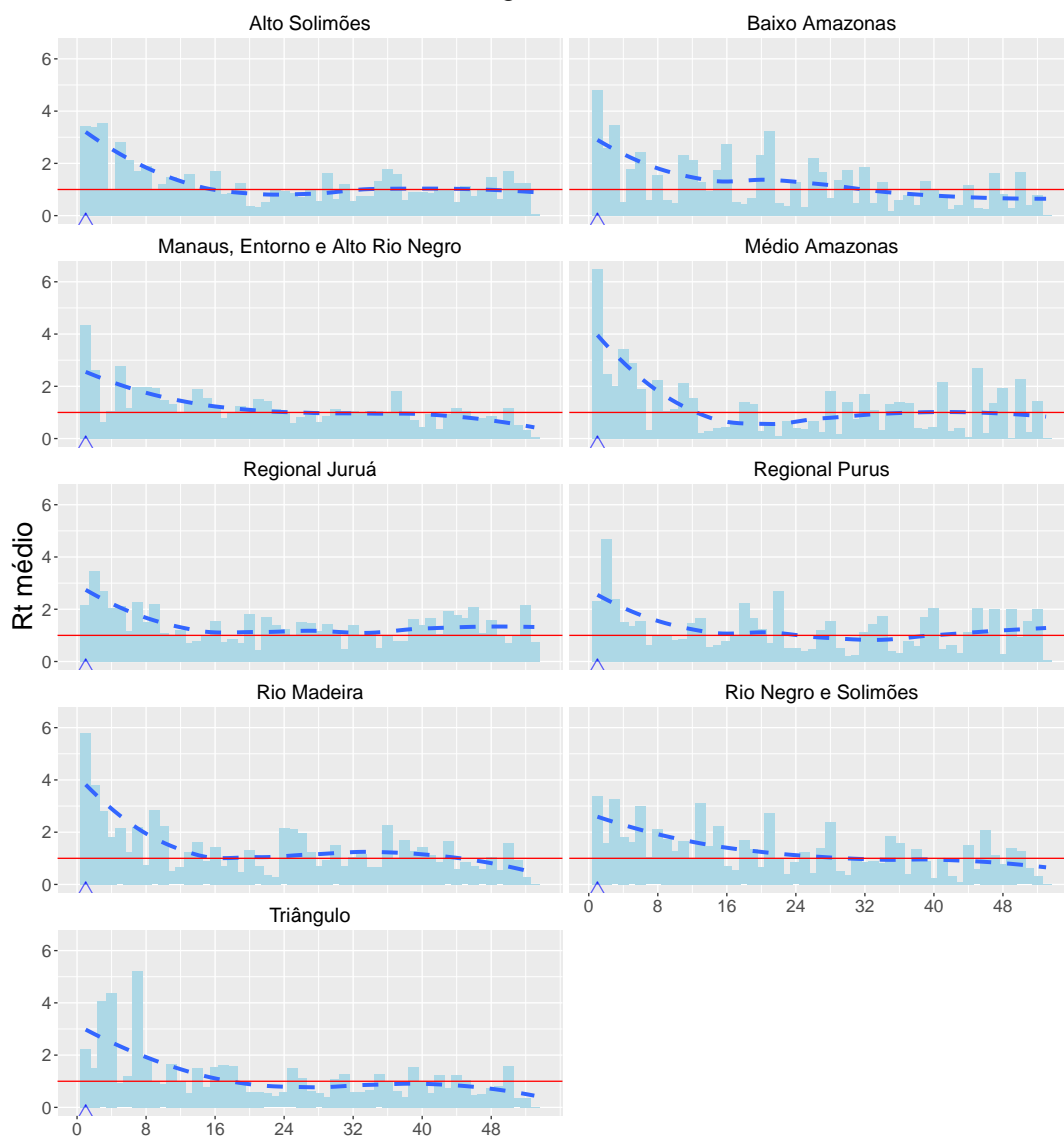 Alto Solimões Baixo Amazonas
6
4
2
0
Manaus, Entorno e Alto Rio Negro Médio Amazonas
6
4
2
0
Regional Juruá Regional Purus
6
4
2
0
Rt médio
Rio Madeira Rio Negro e Solimões
6
4
2
0
0 8 16 24 32 40 48
Triângulo
6
4
2
0
0 8 16 24 32 40 48